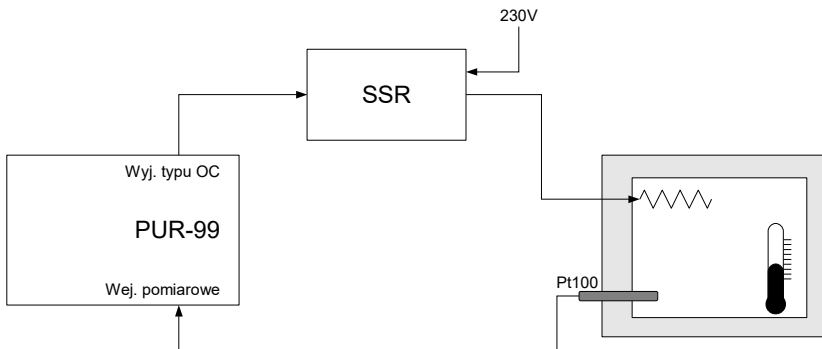 230V
SSR
Wyj. typu OC
PUR-99
Wej. pomiarowe
Pt100